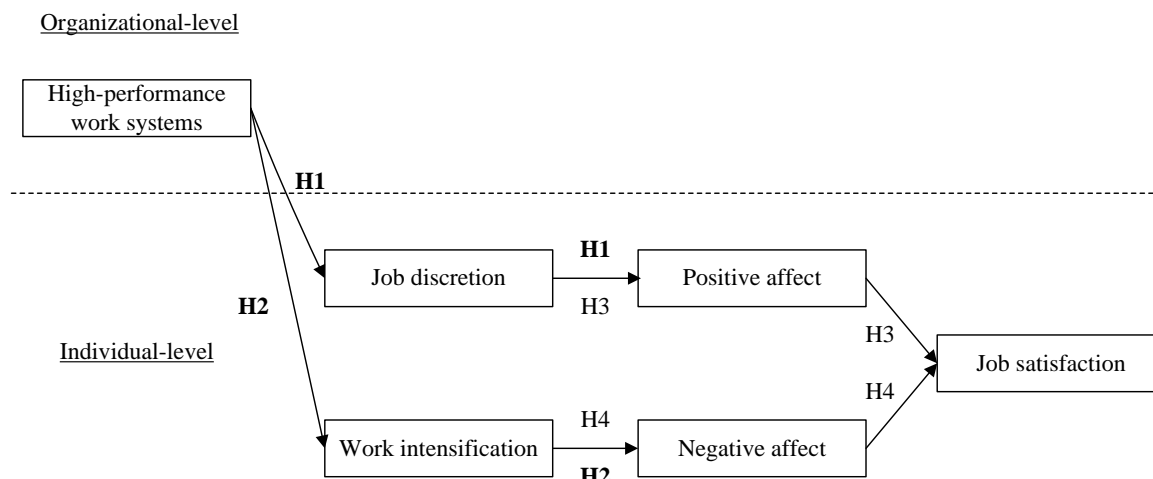 Organizational-level
High-performance
work systems
H1
H1
Job discretion
Positive affect
H2
H3
H3
Individual-level
Job satisfaction
H4
H4
Work intensification
Negative affect
H2